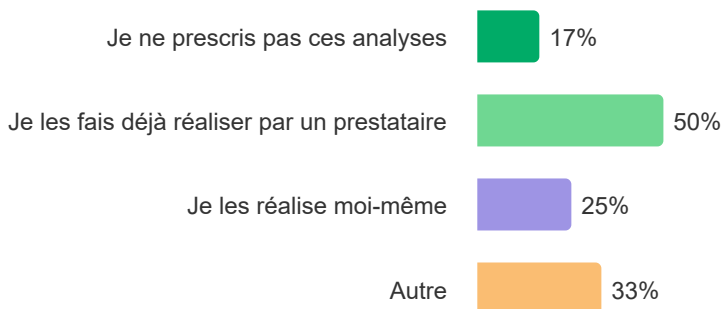 Je ne prescris pas ces analyses 17%
Je les fais déjà réaliser par un prestataire 50%
Je les réalise moi-même 25%
Autre 33%